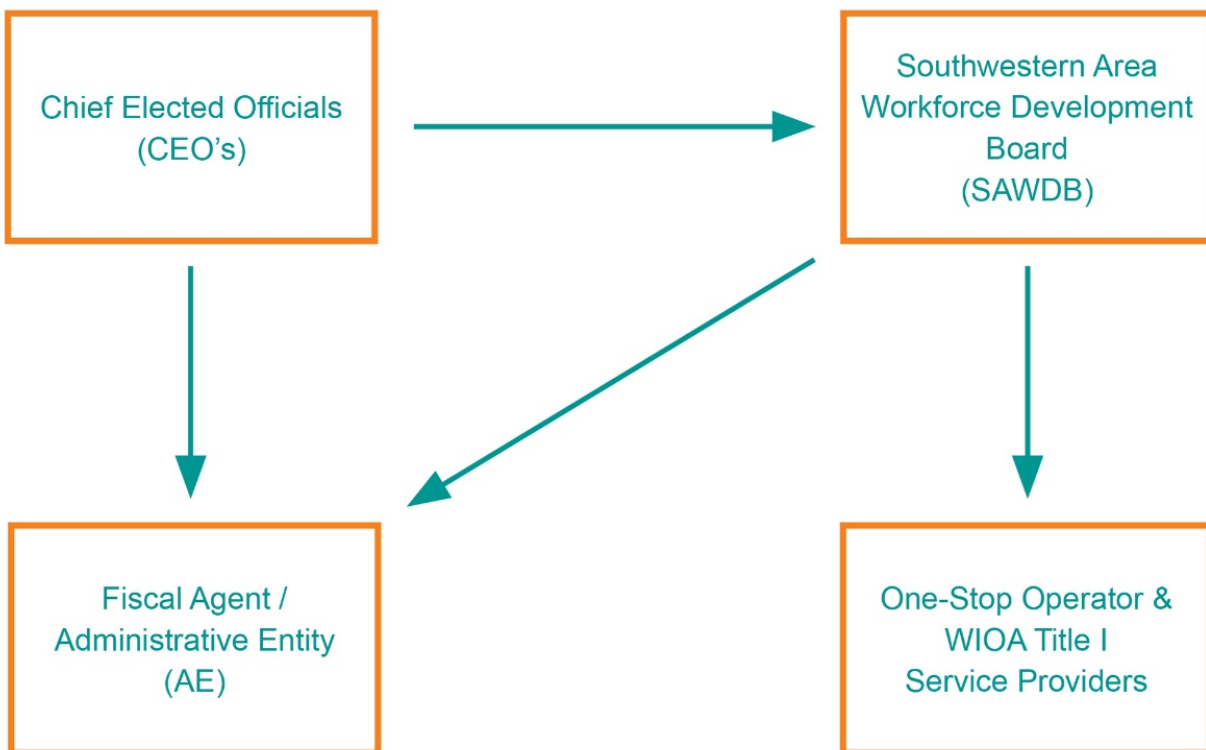 Chief Elected Officials
(CEO's)
Southwestern Area
Workforce Development
Board
(SAWDB)
Fiscal Agent /
Administrative Entity
(AE)
One-Stop Operator &
WIOA Title I
Service Providers